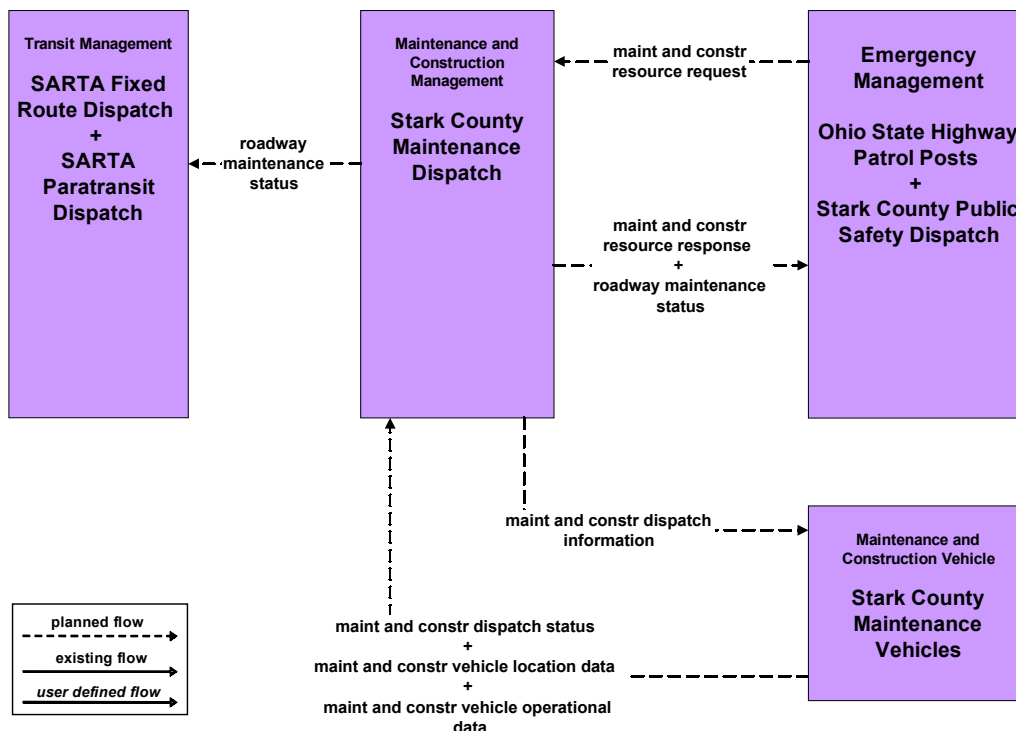 Transit Management
SARTA Fixed
Route Dispatch
+
SARTA
Paratransit
Dispatch
roadway
maintenance
status
Maintenance and
Construction
Management
Stark County
Maintenance
Dispatch
maint and constr
resource request
maint and constr
resource response
+
roadway maintenance
status
Emergency
Management
Ohio State Highway
Patrol Posts
+
Stark County Public
Safety Dispatch
maint and constr dispatch
information
Maintenance and
Construction Vehicle
Stark County
Maintenance
Vehicles
maint and constr dispatch status
+
maint and constr vehicle location data
+
maint and constr vehicle operational
data
planned flow
existing flow
user defined flow